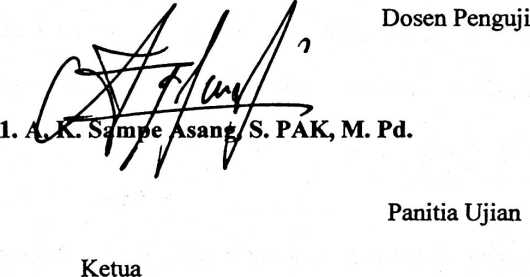 Dosen Penguji
1. A. K. Sampe Asang, S. PAK, M. Pd.
Panitia Ujian
Ketua